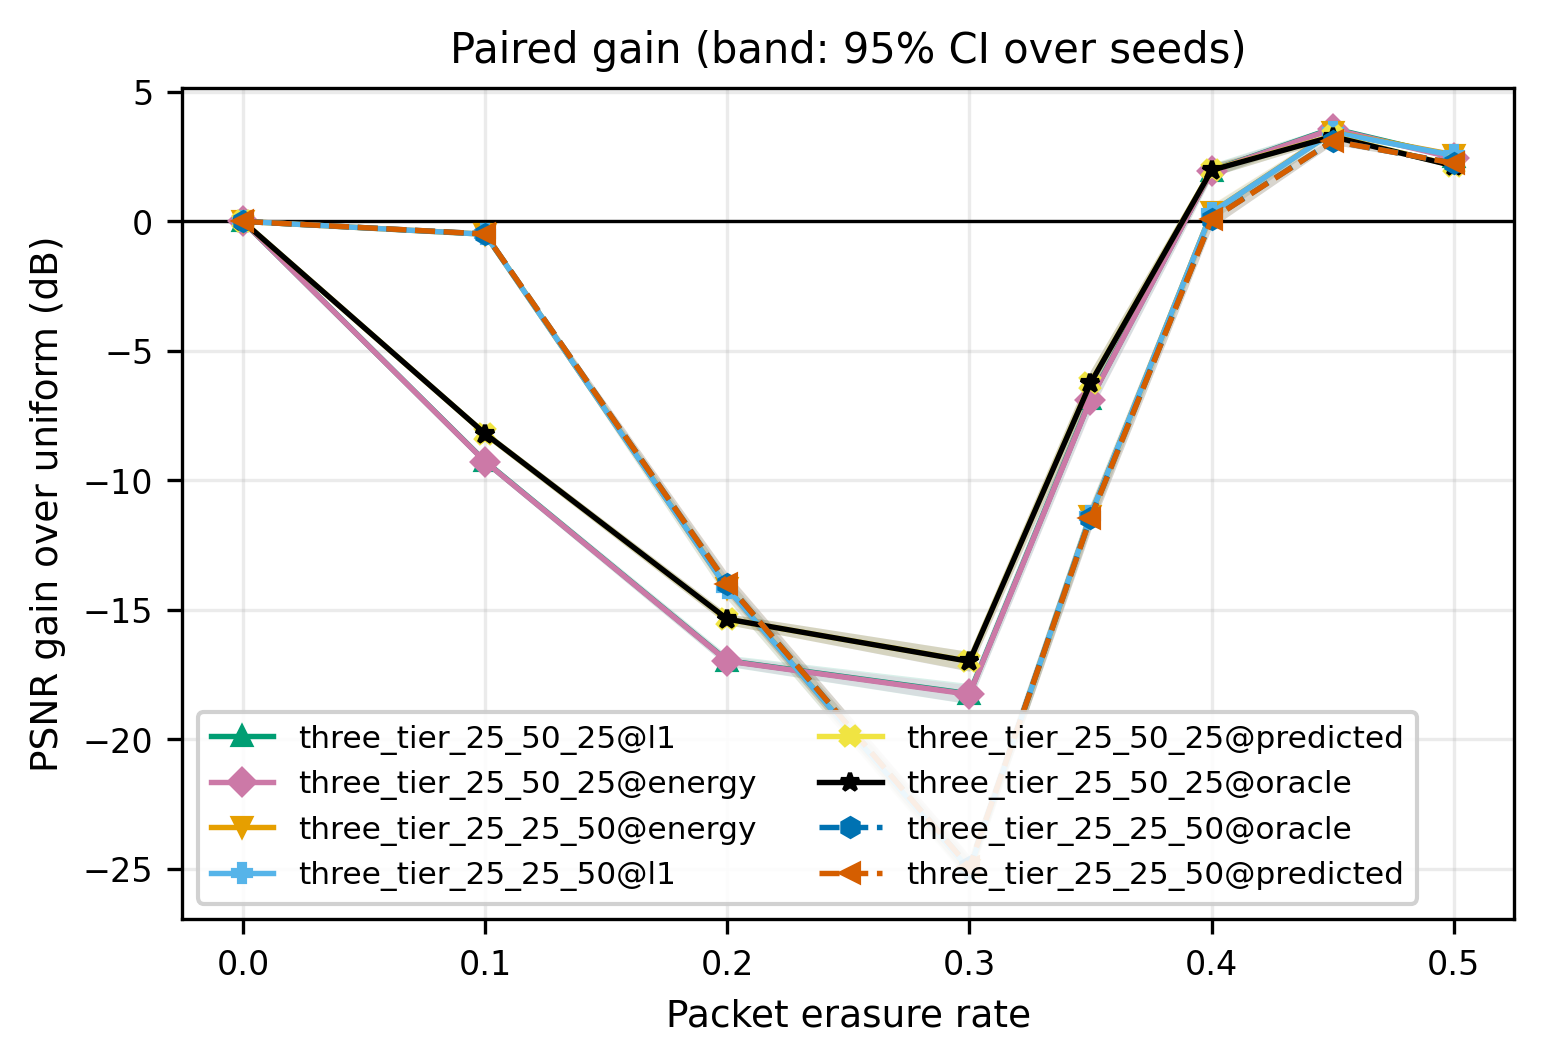 Paired gain (band: 95% CI over seeds)
PSNR gain over uniform (dB)
5
0
−5
−10
−15
−20
−25
three_tier_25_50_25@l1
three_tier_25_50_25@energy
three_tier_25_25_50@energy
three_tier_25_25_50@l1
three_tier_25_50_25@predicted
three_tier_25_50_25@oracle
three_tier_25_25_50@oracle
three_tier_25_25_50@predicted
0.0 0.1 0.2 0.3 0.4 0.5
Packet erasure rate